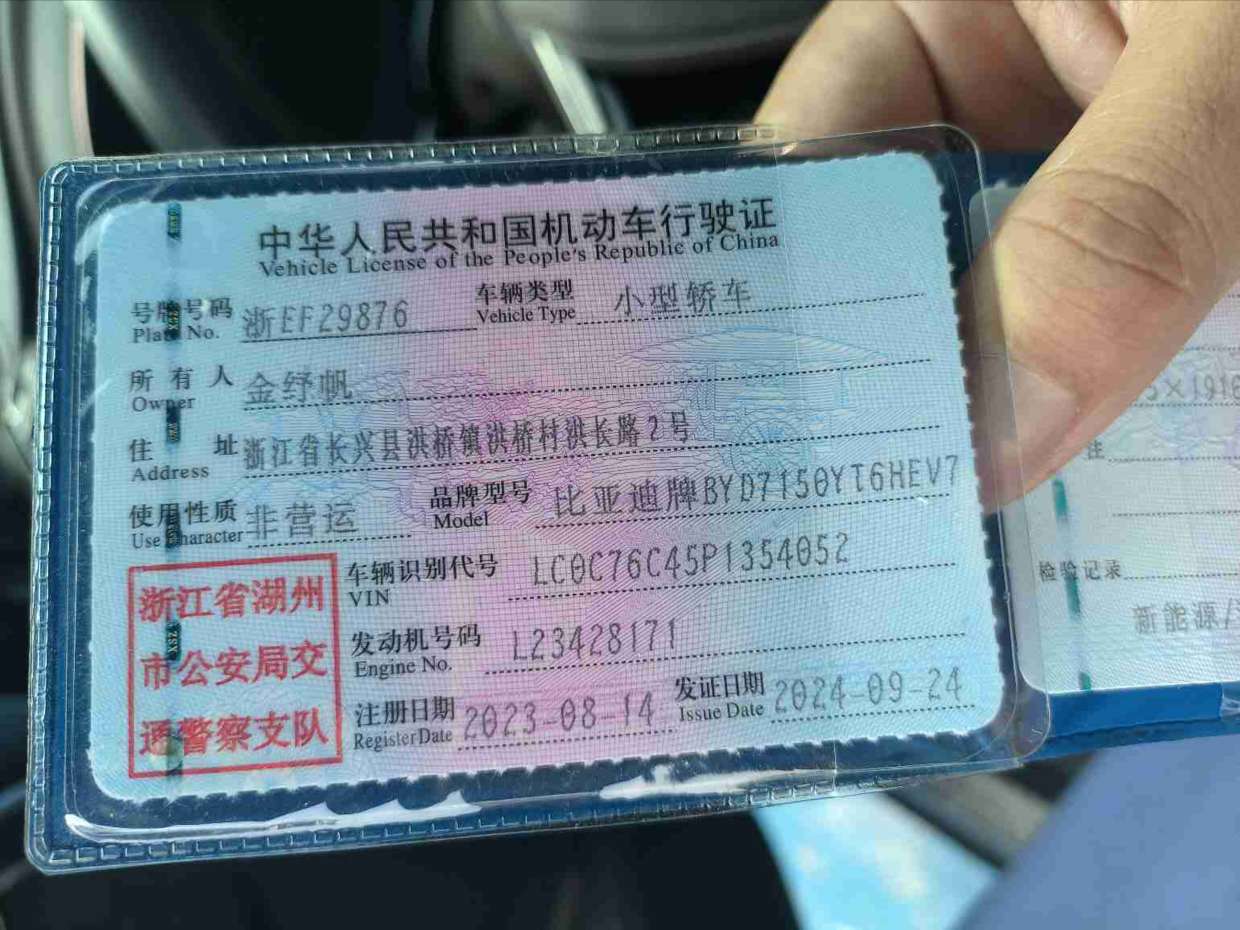 中华人民共和国机动车行驶证
Vehicle License of the People's Republic of China
号牌号码 浙EF29876 车辆类型 小型轿车
Plate No. Vehicle Type
所有人 金纾帆
Owner
住址 浙江省长兴县洪桥镇洪桥村洪长路2号
Address
使用性质 非营运 品牌型号 比亚迪牌BYD7150YT6HEV7
Use Character Model
车辆识别代号 LC0C76C45P1354052
VIN
发动机号码 L23428171
Engine No.
注册日期 2023-08-14 发证日期 2024-09-24
Register Date Issue Date
浙江省湖州
市公安局交
通警察支队
5×1916
注
检验记录
新能源/